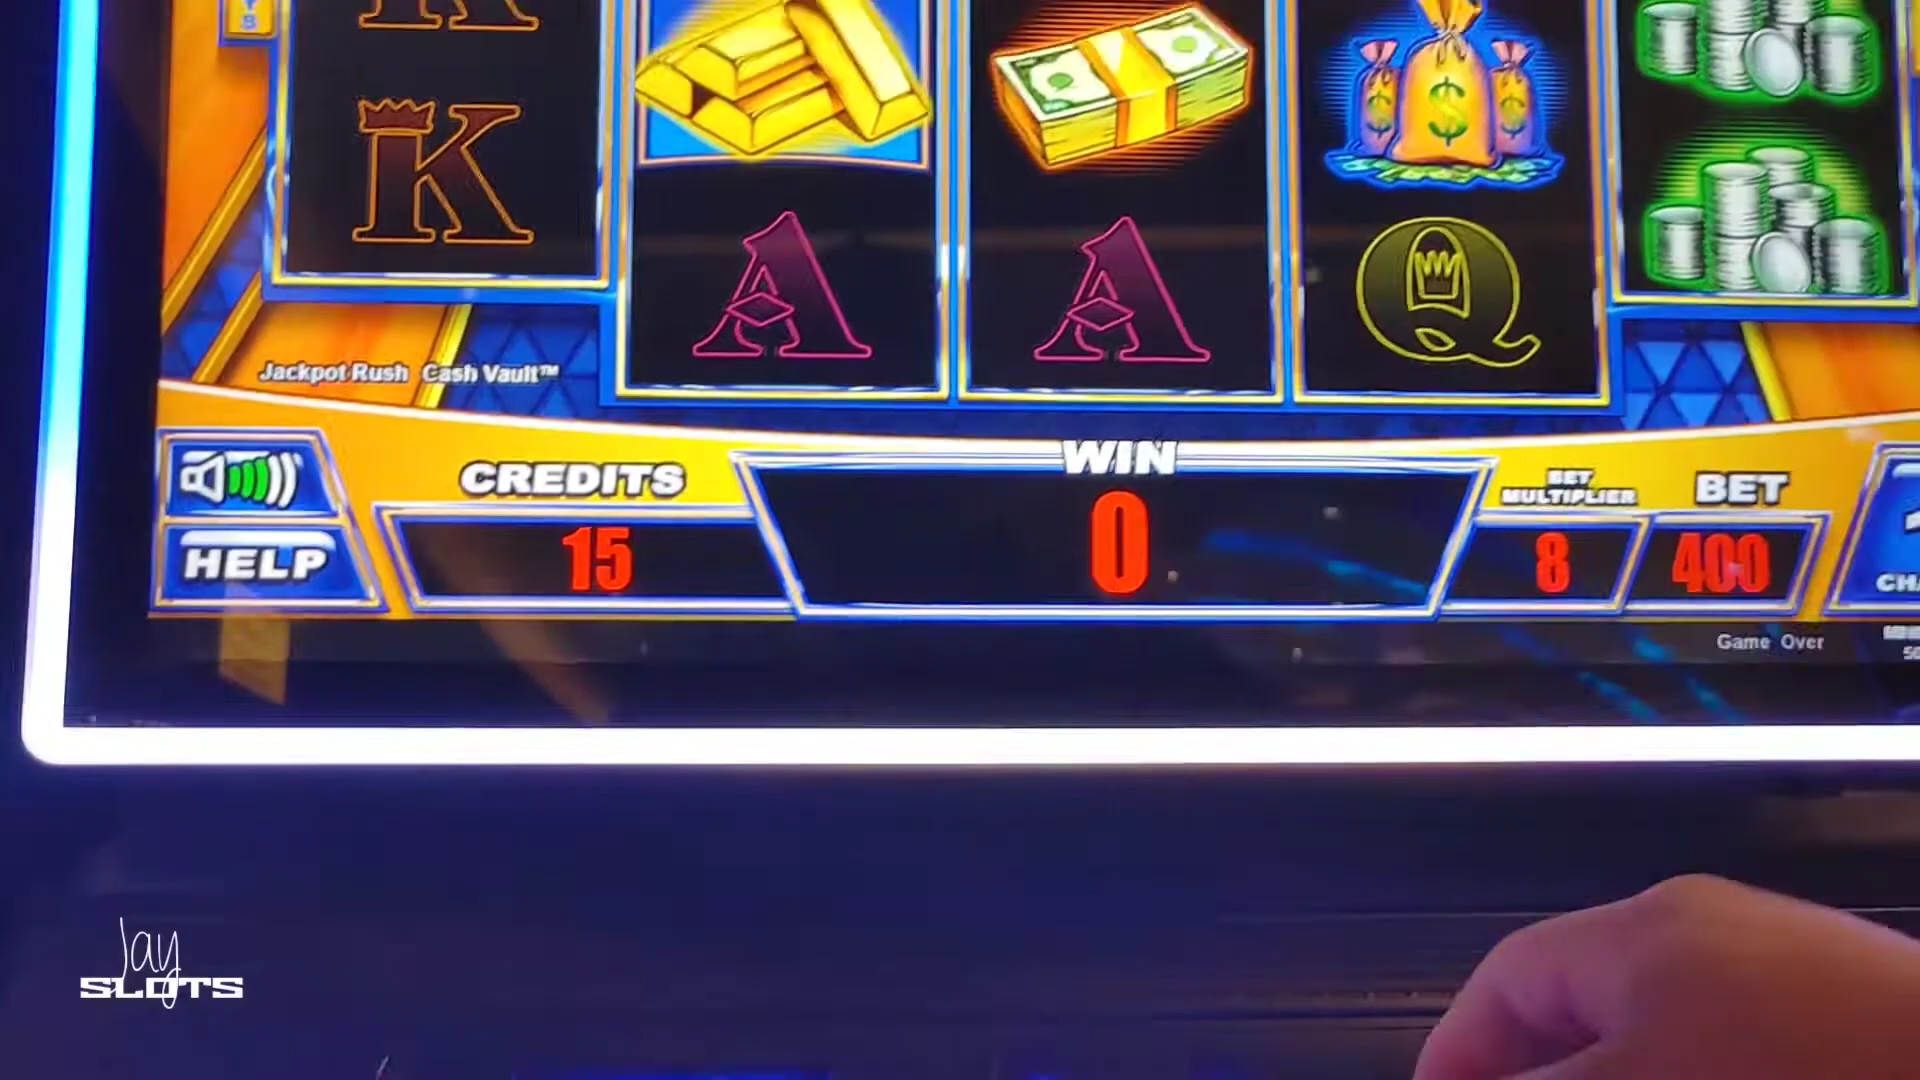 K
K
A
A
Q
Jackpot Rush Cash Vault™
CREDITS
15
WIN
0
BET MULTIPLIER
8
BET
400
HELP
Game Over
Jay
SLOTS